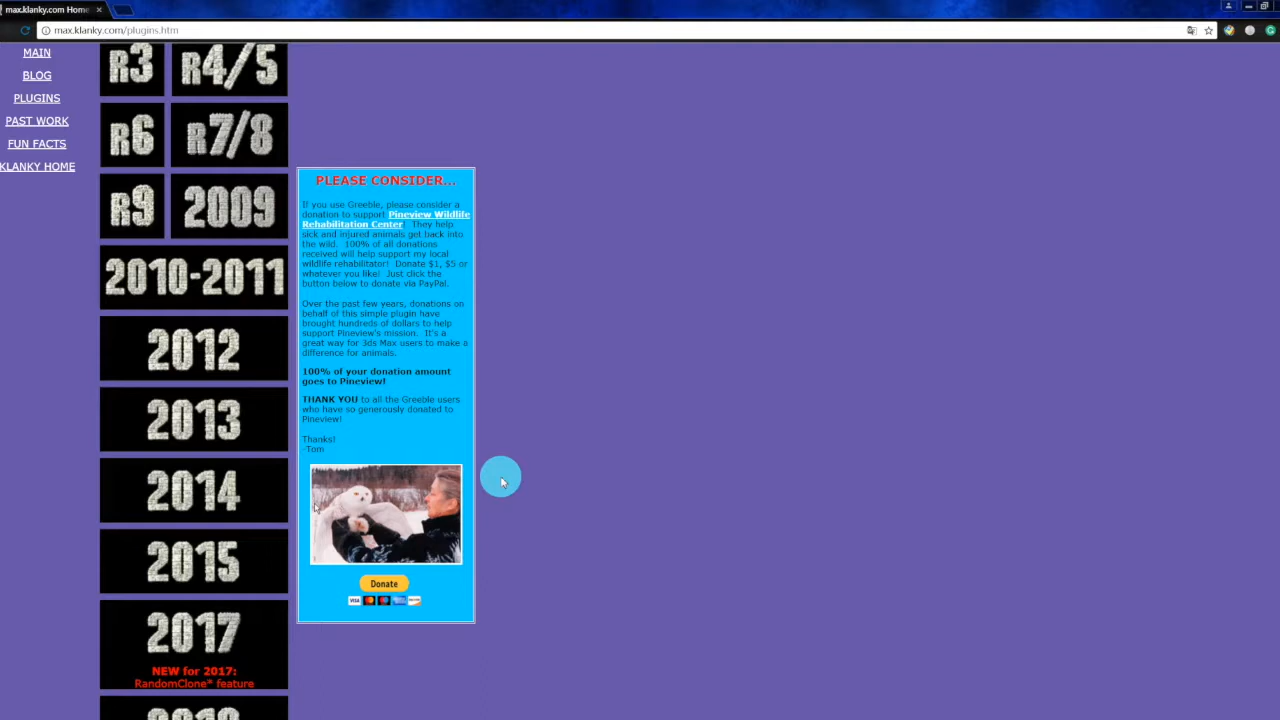 max.klanky.com Home
max.klanky.com/plugins.htm
MAIN
BLOG
PLUGINS
PAST WORK
FUN FACTS
KLANKY HOME
R3
R4/5
R6
R7/8
R9
2009
2010-2011
2012
2013
2014
2015
2017
NEW for 2017:
RandomClone* feature
PLEASE CONSIDER...
If you use Greeble, please consider a
donation to support Pineview Wildlife
Rehabilitation Center! They help
sick and injured animals get back into
the wild. 100% of all donations
received will help support my local
wildlife rehabilitator! Donate $1, $5 or
whatever you like! Just click the
button below to donate via PayPal.
Over the past few years, donations on
behalf of this simple plugin have
brought hundreds of dollars to help
support Pineview's mission. It's a
great way for 3ds Max users to make a
difference for animals.
100% of your donation amount
goes to Pineview!
THANK YOU to all the Greeble users
who have so generously donated to
Pineview!
Thanks!
-Tom
Donate
VISA